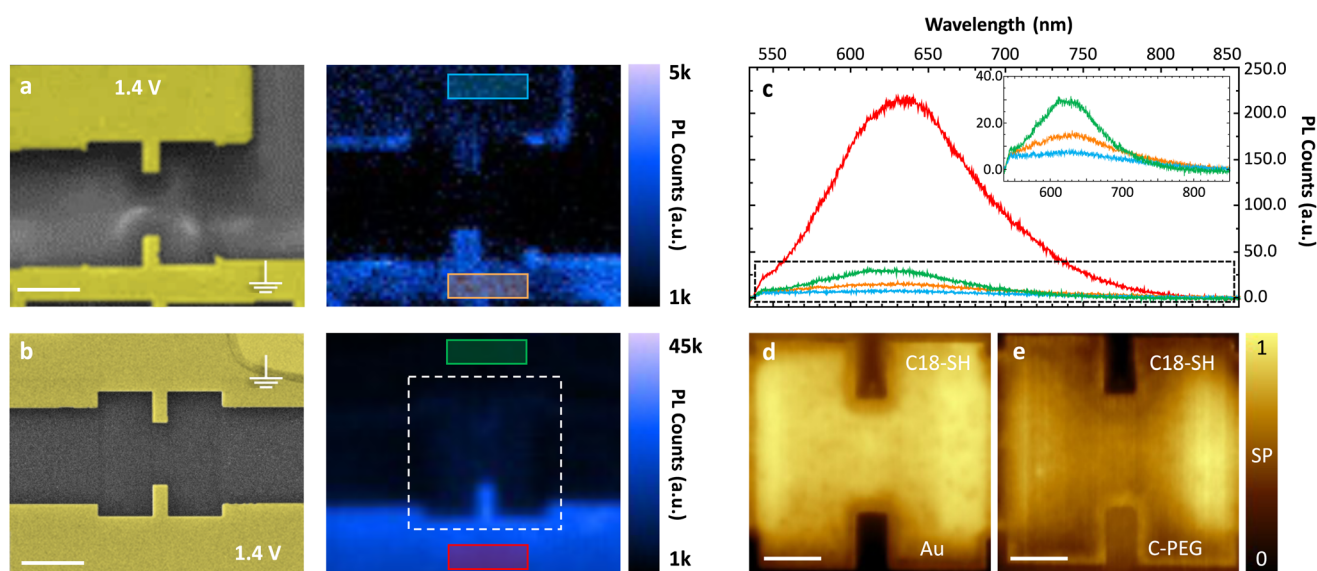 a
1.4 V
5k
PL Counts (a.u.)
1k
b
1.4 V
45k
PL Counts (a.u.)
1k
Wavelength (nm)
550 600 650 700 750 800 850
c
250.0
200.0
150.0
100.0
50.0
0.0
PL Counts (a.u.)
40.0
20.0
0.0
600 700 800
d
C18-SH
Au
e
C18-SH
C-PEG
1
SP
0